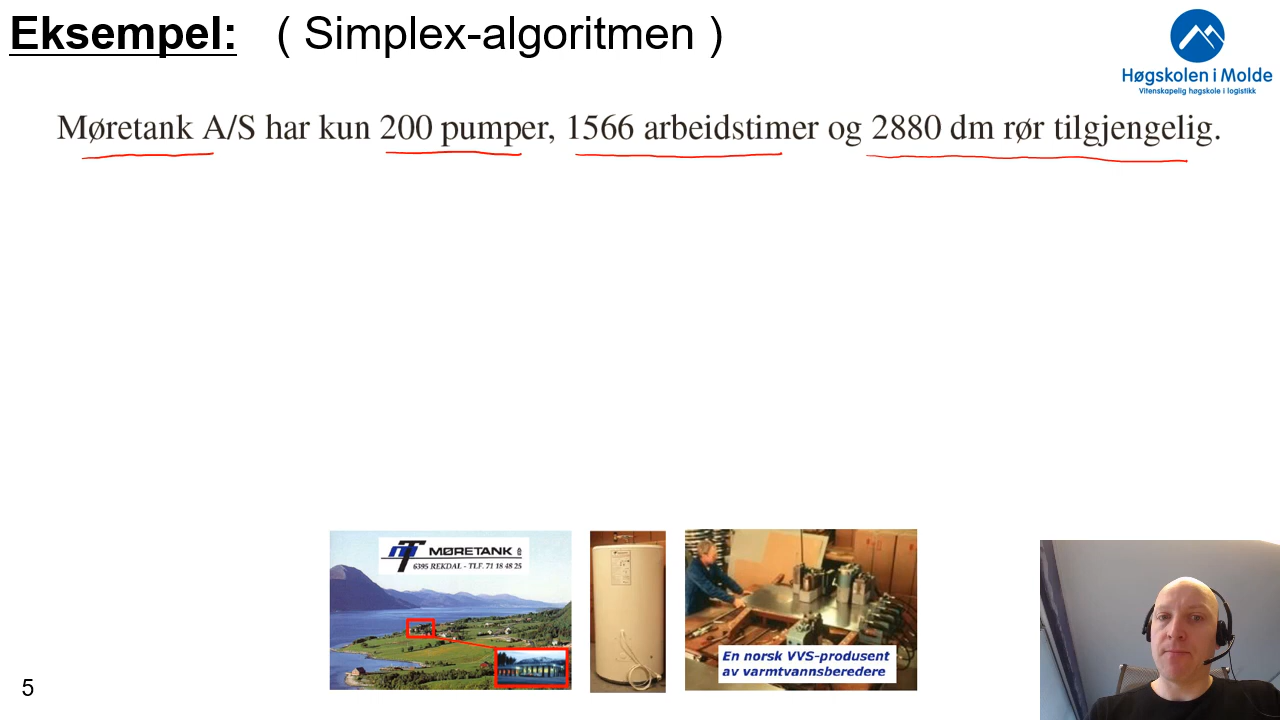 Eksempel: ( Simplex-algoritmen )
Høgskolen i Molde
Vitenskapelig høgskole i logistikk
Møretank A/S har kun 200 pumper, 1566 arbeidstimer og 2880 dm rør tilgjengelig.
MØRETANK
6395 REKDAL - TLF. 71 18 48 25
En norsk VVS-produsent
av varmtvannsberedere
5